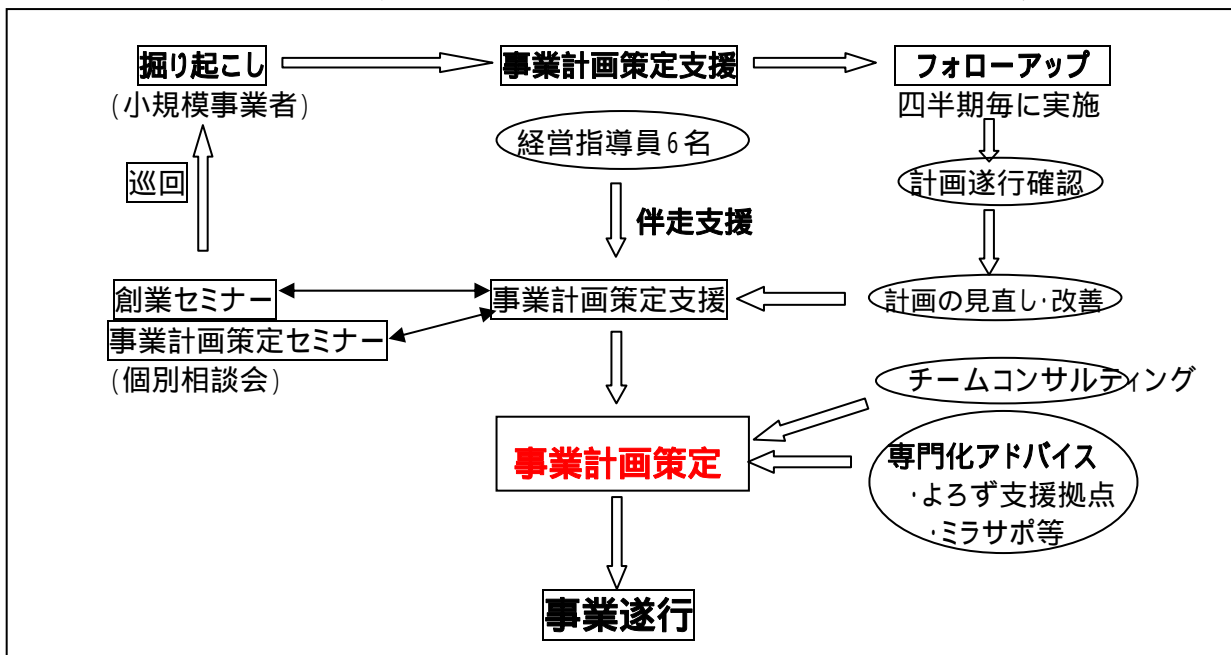 掘り起こし
(小規模事業者)
事業計画策定支援
フォローアップ
四半期毎に実施
経営指導員6名
巡回
計画遂行確認
伴走支援
創業セミナー
事業計画策定支援
計画の見直し・改善
事業計画策定セミナー
(個別相談会)
チームコンサルティング
事業計画策定
専門化アドバイス
・よろず支援拠点
・ミラサポ等
事業遂行